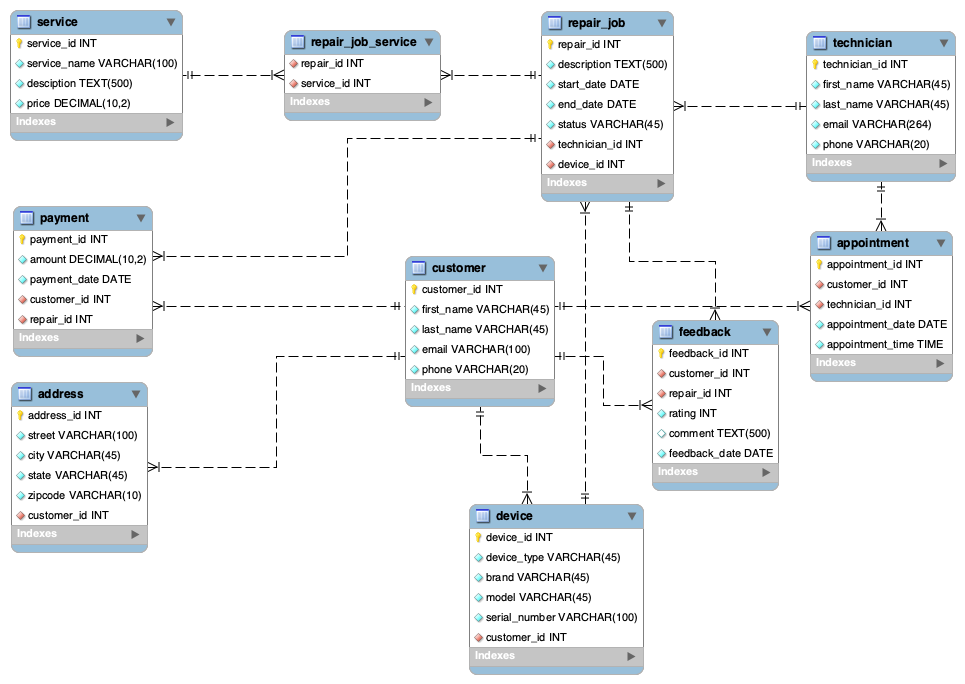 service
service_id INT
service_name VARCHAR(100)
desciption TEXT(500)
price DECIMAL(10,2)
Indexes
repair_job_service
repair_id INT
service_id INT
Indexes
repair_job
repair_id INT
description TEXT(500)
start_date DATE
end_date DATE
status VARCHAR(45)
technician_id INT
device_id INT
Indexes
technician
technician_id INT
first_name VARCHAR(45)
last_name VARCHAR(45)
email VARCHAR(264)
phone VARCHAR(20)
Indexes
payment
payment_id INT
amount DECIMAL(10,2)
payment_date DATE
customer_id INT
repair_id INT
Indexes
customer
customer_id INT
first_name VARCHAR(45)
last_name VARCHAR(45)
email VARCHAR(100)
phone VARCHAR(20)
Indexes
appointment
appointment_id INT
customer_id INT
technician_id INT
appointment_date DATE
appointment_time TIME
Indexes
feedback
feedback_id INT
customer_id INT
repair_id INT
rating INT
comment TEXT(500)
feedback_date DATE
Indexes
address
address_id INT
street VARCHAR(100)
city VARCHAR(45)
state VARCHAR(45)
zipcode VARCHAR(10)
customer_id INT
Indexes
device
device_id INT
device_type VARCHAR(45)
brand VARCHAR(45)
model VARCHAR(45)
serial_number VARCHAR(100)
customer_id INT
Indexes